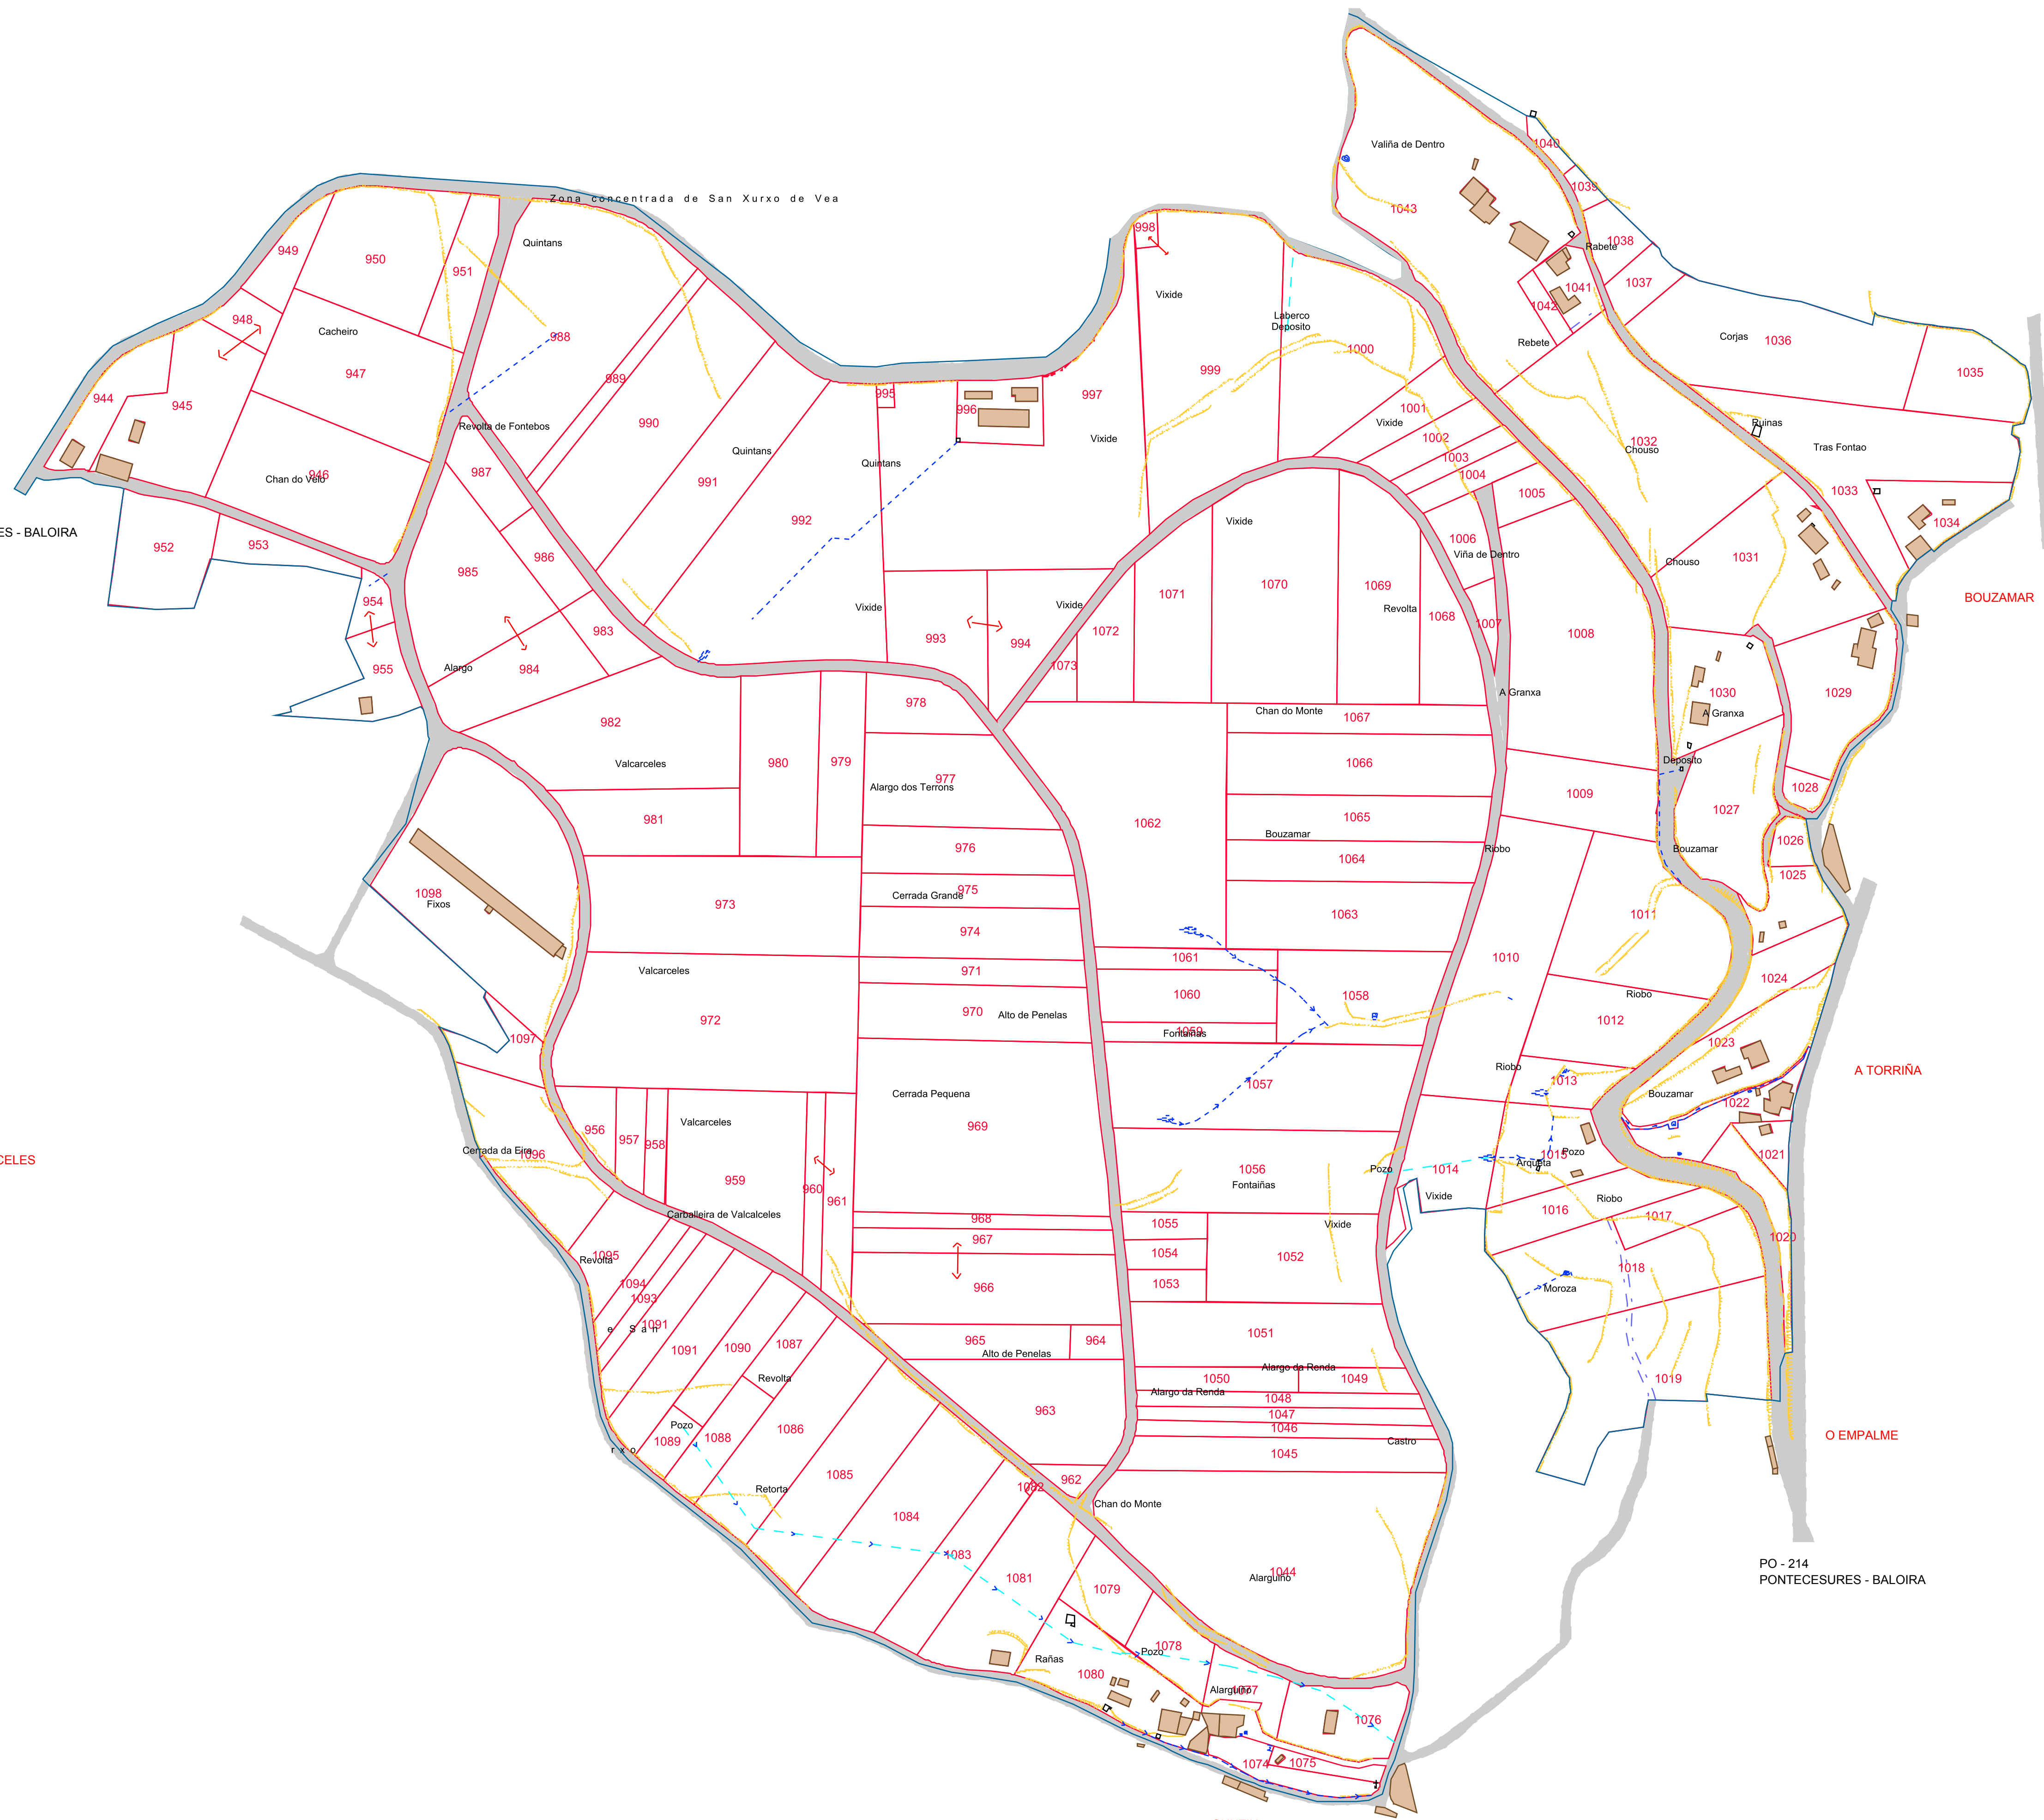 Valiña de Dentro
1040
1039
1043
Zona concentrada de San Xurxo de Vea
998
1038
Rabete
949
950
951
Quintans
1037
1041
Vixide
1042
Laberco
Deposito
948
Cacheiro
988
1000
Rebete
Corjas
1036
947
999
1035
989
944
945
995
996
997
1001
990
Revolta de Fontebos
Vixide
Vixide
1002
1032
Chouso
Ruinas
Quintans
Quintans
1003
Tras Fontao
987
946
Chan do Velo
991
1004
1033
1005
992
Vixide
1034
ES - BALOIRA
952
953
1006
986
Viña de Dentro
1031
Chouso
985
1071
1070
1069
BOUZAMAR
954
Vixide
Vixide
Revolta
1068
1007
983
1072
993
994
1008
955
Alargo
984
1073
A Granxa
1030
1029
978
Chan do Monte
1067
A Granxa
982
Valcarceles
980
979
1066
Deposito
977
Alargo dos Terrons
1009
1028
1027
981
1062
1065
Bouzamar
976
1064
Riobo
Bouzamar
1026
1025
1098
Fixos
973
975
Cerrada Grande
1063
1011
974
1061
1010
Valcarceles
971
1024
1060
1058
Riobo
970
Alto de Penelas
972
1059
Fontaiñas
1012
1097
1023
Riobo
A TORRIÑA
1057
1013
Cerrada Pequena
Bouzamar
1022
Valcarceles
969
956
957
958
Cerrada da Eira
1096
CELES
1015
Pozo
1021
Arqueta
Pozo
1014
1056
959
Fontaiñas
960
961
Vixide
Riobo
1016
1017
Carballeira de Valcalceles
968
1055
Vixide
967
1054
1020
1095
Revolta
1052
1018
1094
1053
966
Moroza
1093
1091
e San
1051
965
964
1087
1090
1091
Alto de Penelas
Alargo da Renda
Revolta
1050
1049
1019
Alargo da Renda
1048
963
1047
Pozo
1086
1046
1088
1089
Castro
O EMPALME
rxo
1045
1085
962
Retorta
1082
Chan do Monte
1084
1083
PO - 214
PONTECESURES - BALOIRA
1044
Alarguiño
1081
1079
1078
Pozo
Rañas
1080
Alarguiño
1077
1076
1074
1075